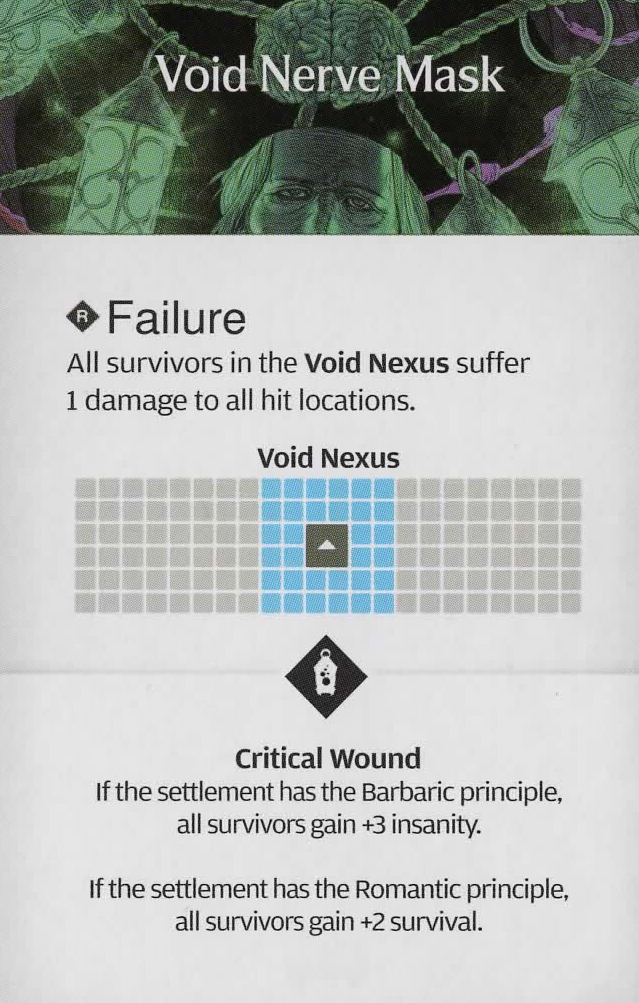 Void Nerve Mask
R Failure
All survivors in the Void Nexus suffer
1 damage to all hit locations.
Void Nexus
Critical Wound
If the settlement has the Barbaric principle,
all survivors gain +3 insanity.
If the settlement has the Romantic principle,
all survivors gain +2 survival.